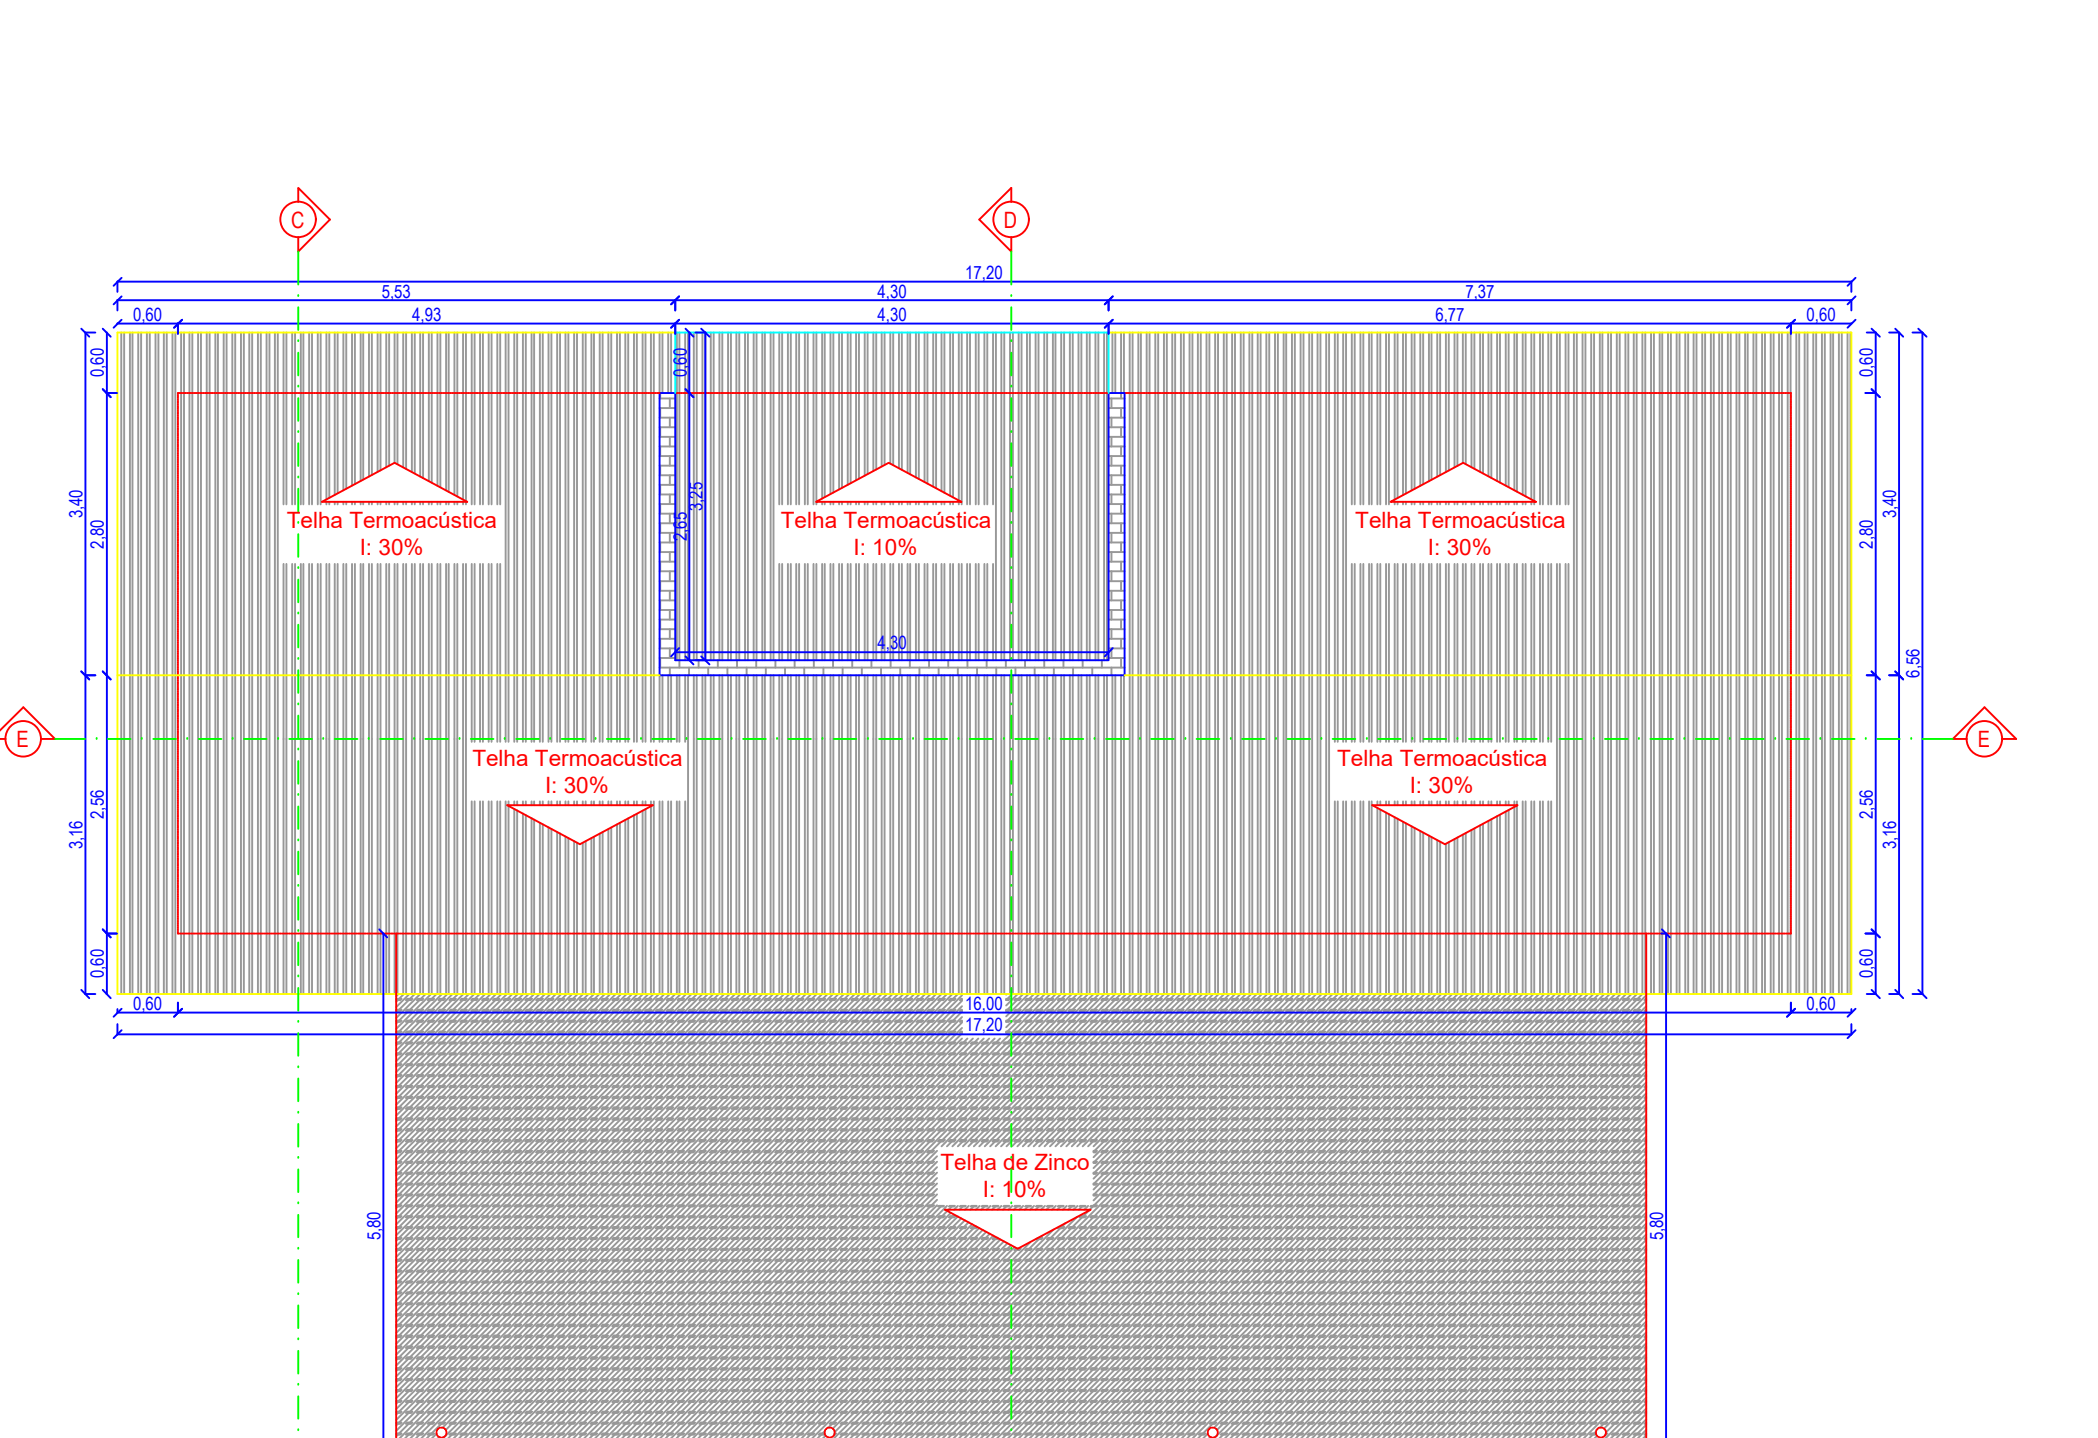 C
D
17,20
5,53
4,30
7,37
0,60
4,93
4,30
6,77
0,60
0,60
0,60
0,60
3,40
2,80
2,65
3,25
Telha Termoacústica
I: 30%
Telha Termoacústica
I: 10%
Telha Termoacústica
I: 30%
2,80
3,40
6,56
4,30
E
E
Telha Termoacústica
I: 30%
Telha Termoacústica
I: 30%
3,16
2,56
2,56
3,16
0,60
0,60
0,60
16,00
0,60
17,20
Telha de Zinco
I: 10%
5,80
5,80